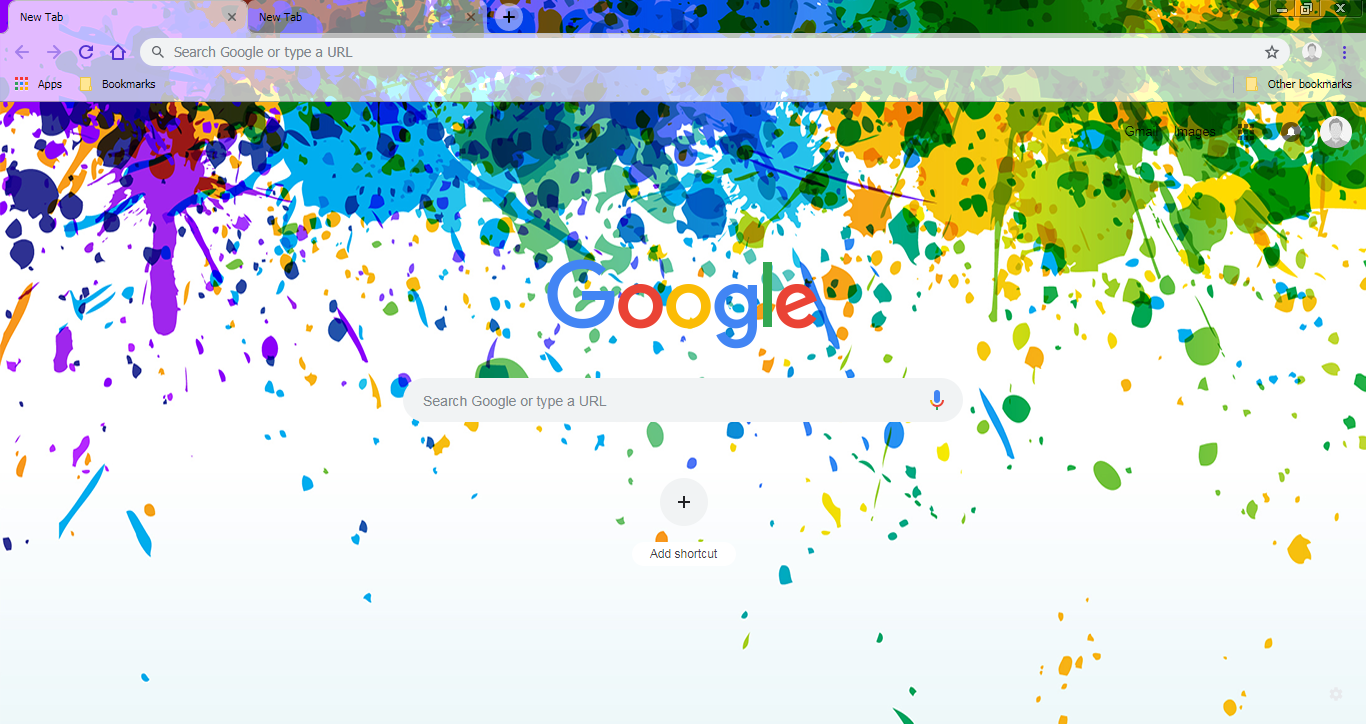 New Tab
New Tab
Search Google or type a URL
Apps
Bookmarks
Other bookmarks
Gmail
Images
Google
Search Google or type a URL
Add shortcut